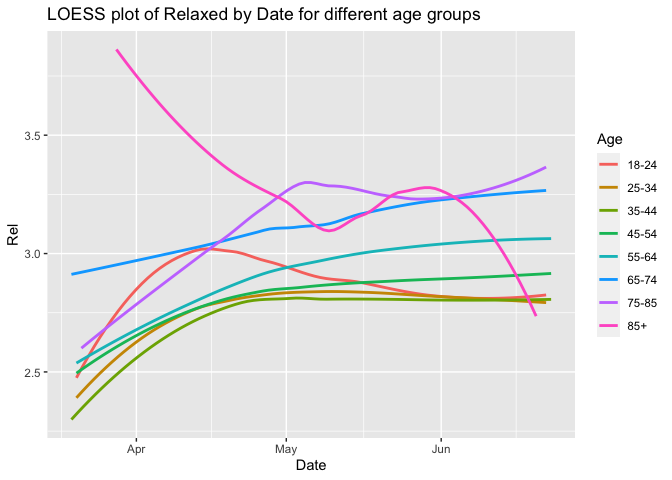 LOESS plot of Relaxed by Date for different age groups
3.5
3.0
2.5
Rel
Apr
May
Jun
Date
Age
18-24
25-34
35-44
45-54
55-64
65-74
75-85
85+